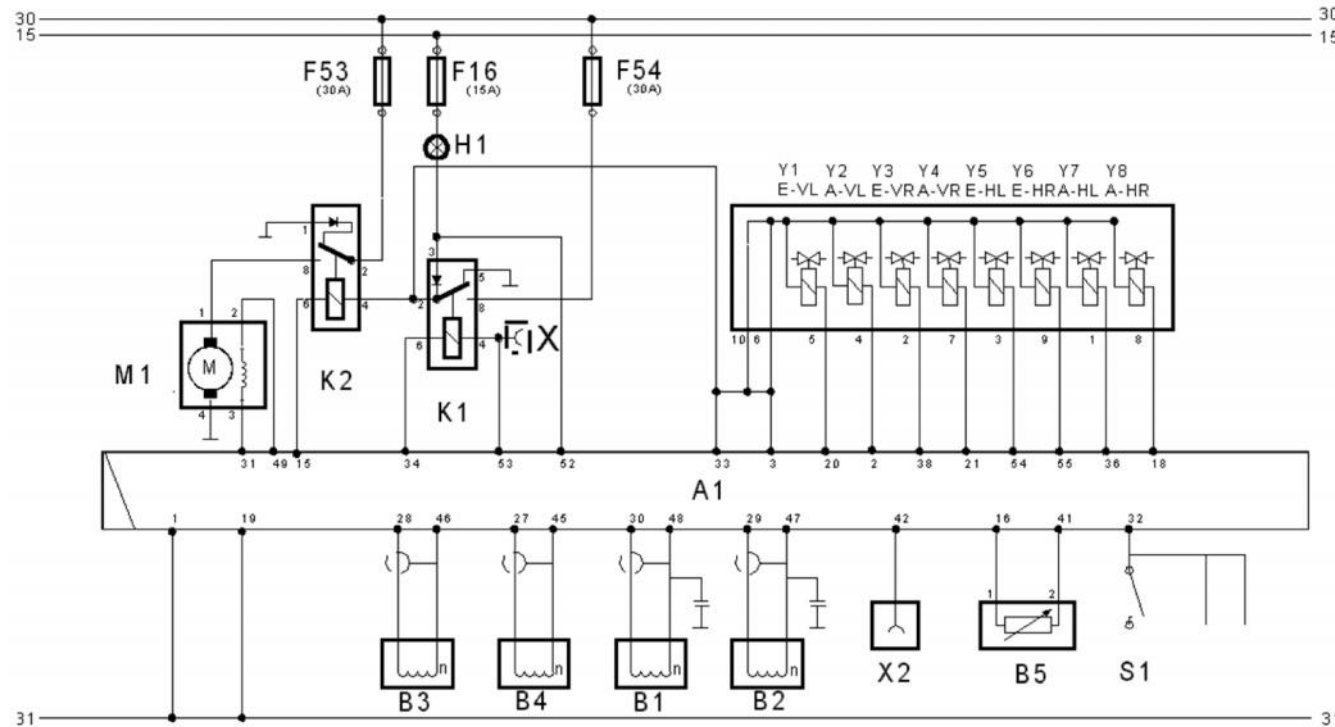 30 30
15 15
F53 F16 F54
(30A) (15A) (30A)
H1
Y1 Y2 Y3 Y4 Y5 Y6 Y7 Y8
E-VL A-VL E-VR A-VR E-HL E-HR A-HL A-HR
1 3 5
8 2 2 8
6 4 6 4 X
10 6 5 4 2 7 3 9 1 8
1 2
M1 M K2 K1
4 3
31 49 15 34 53 52 33 3 20 2 38 21 54 55 36 18
A1
1 19 28 46 27 45 30 48 29 47 42 16 41 32
1 2
n n n n
B3 B4 B1 B2 X2 B5 S1
31 31